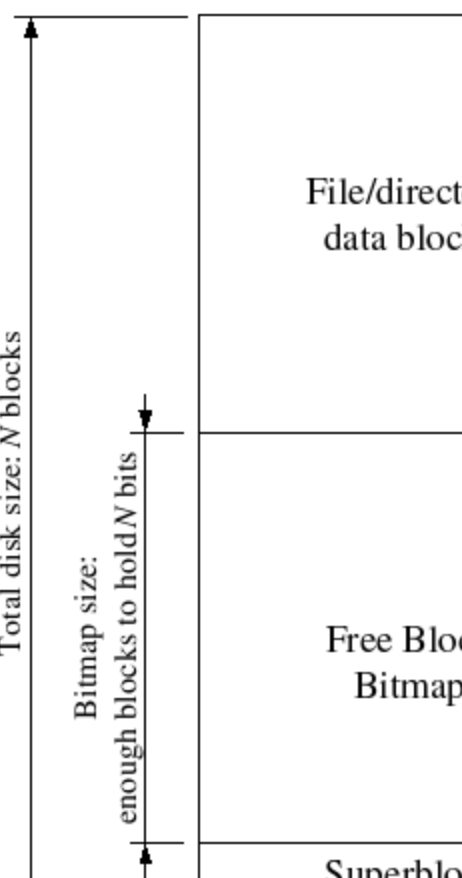 File/direct
data bloc
Total disk size: N blocks
Bitmap size:
enough blocks to hold N bits
Free Bloc
Bitmap
Superblo